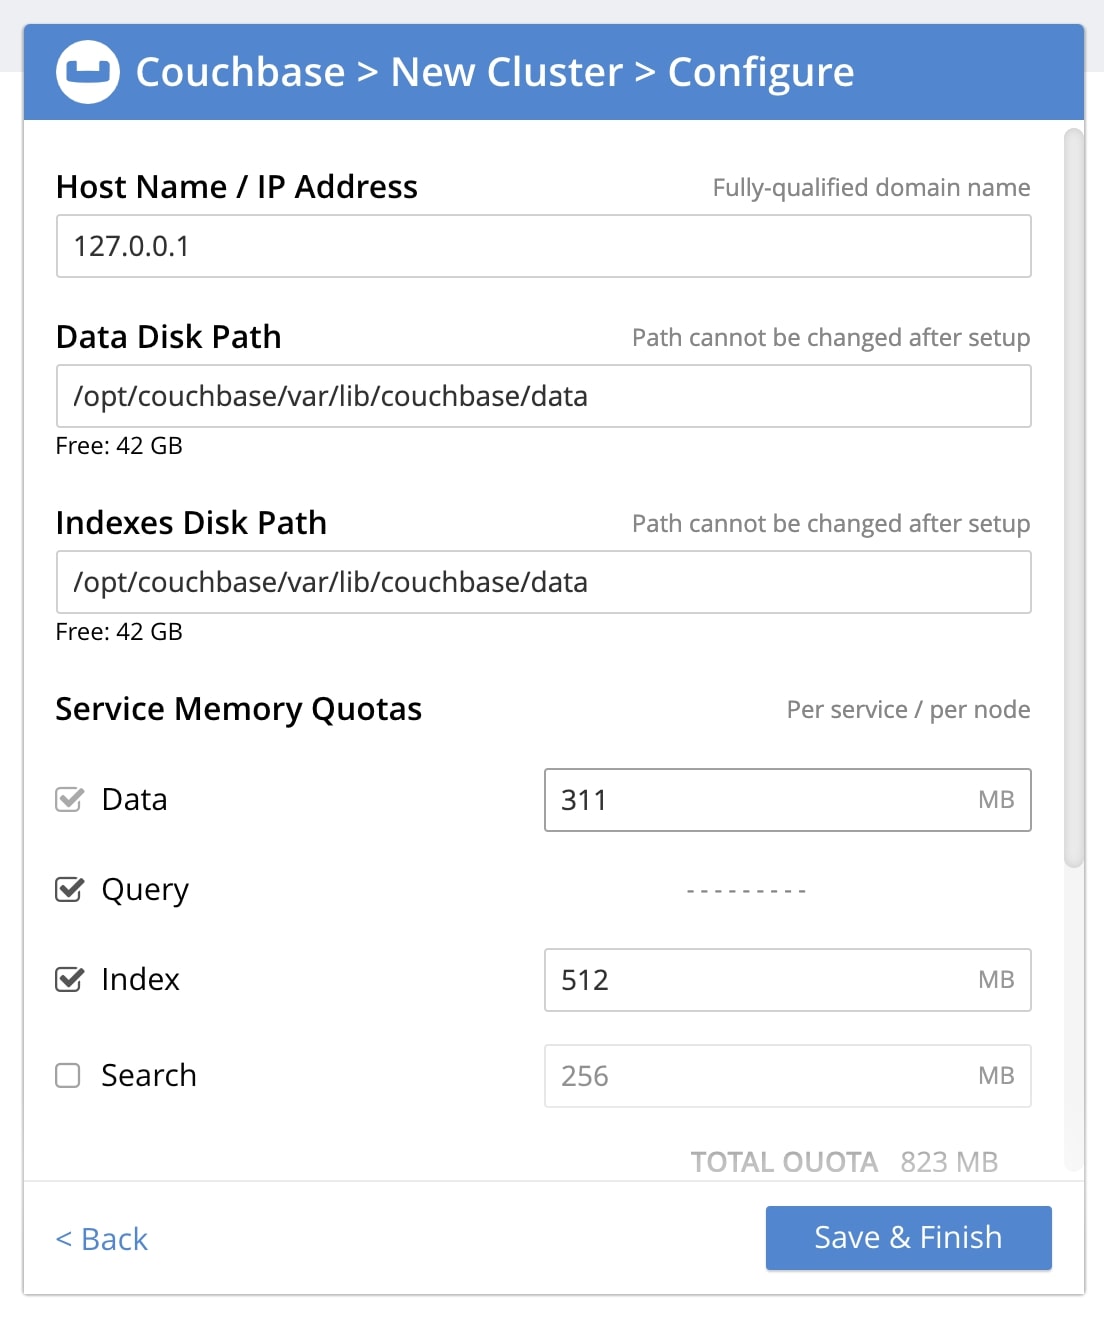 Couchbase > New Cluster > Configure
Host Name / IP Address Fully-qualified domain name
127.0.0.1
Data Disk Path Path cannot be changed after setup
/opt/couchbase/var/lib/couchbase/data
Free: 42 GB
Indexes Disk Path Path cannot be changed after setup
/opt/couchbase/var/lib/couchbase/data
Free: 42 GB
Service Memory Quotas Per service / per node
Data 311 MB
Query ---------
Index 512 MB
Search 256 MB
TOTAL QUOTA 823 MB
< Back Save & Finish